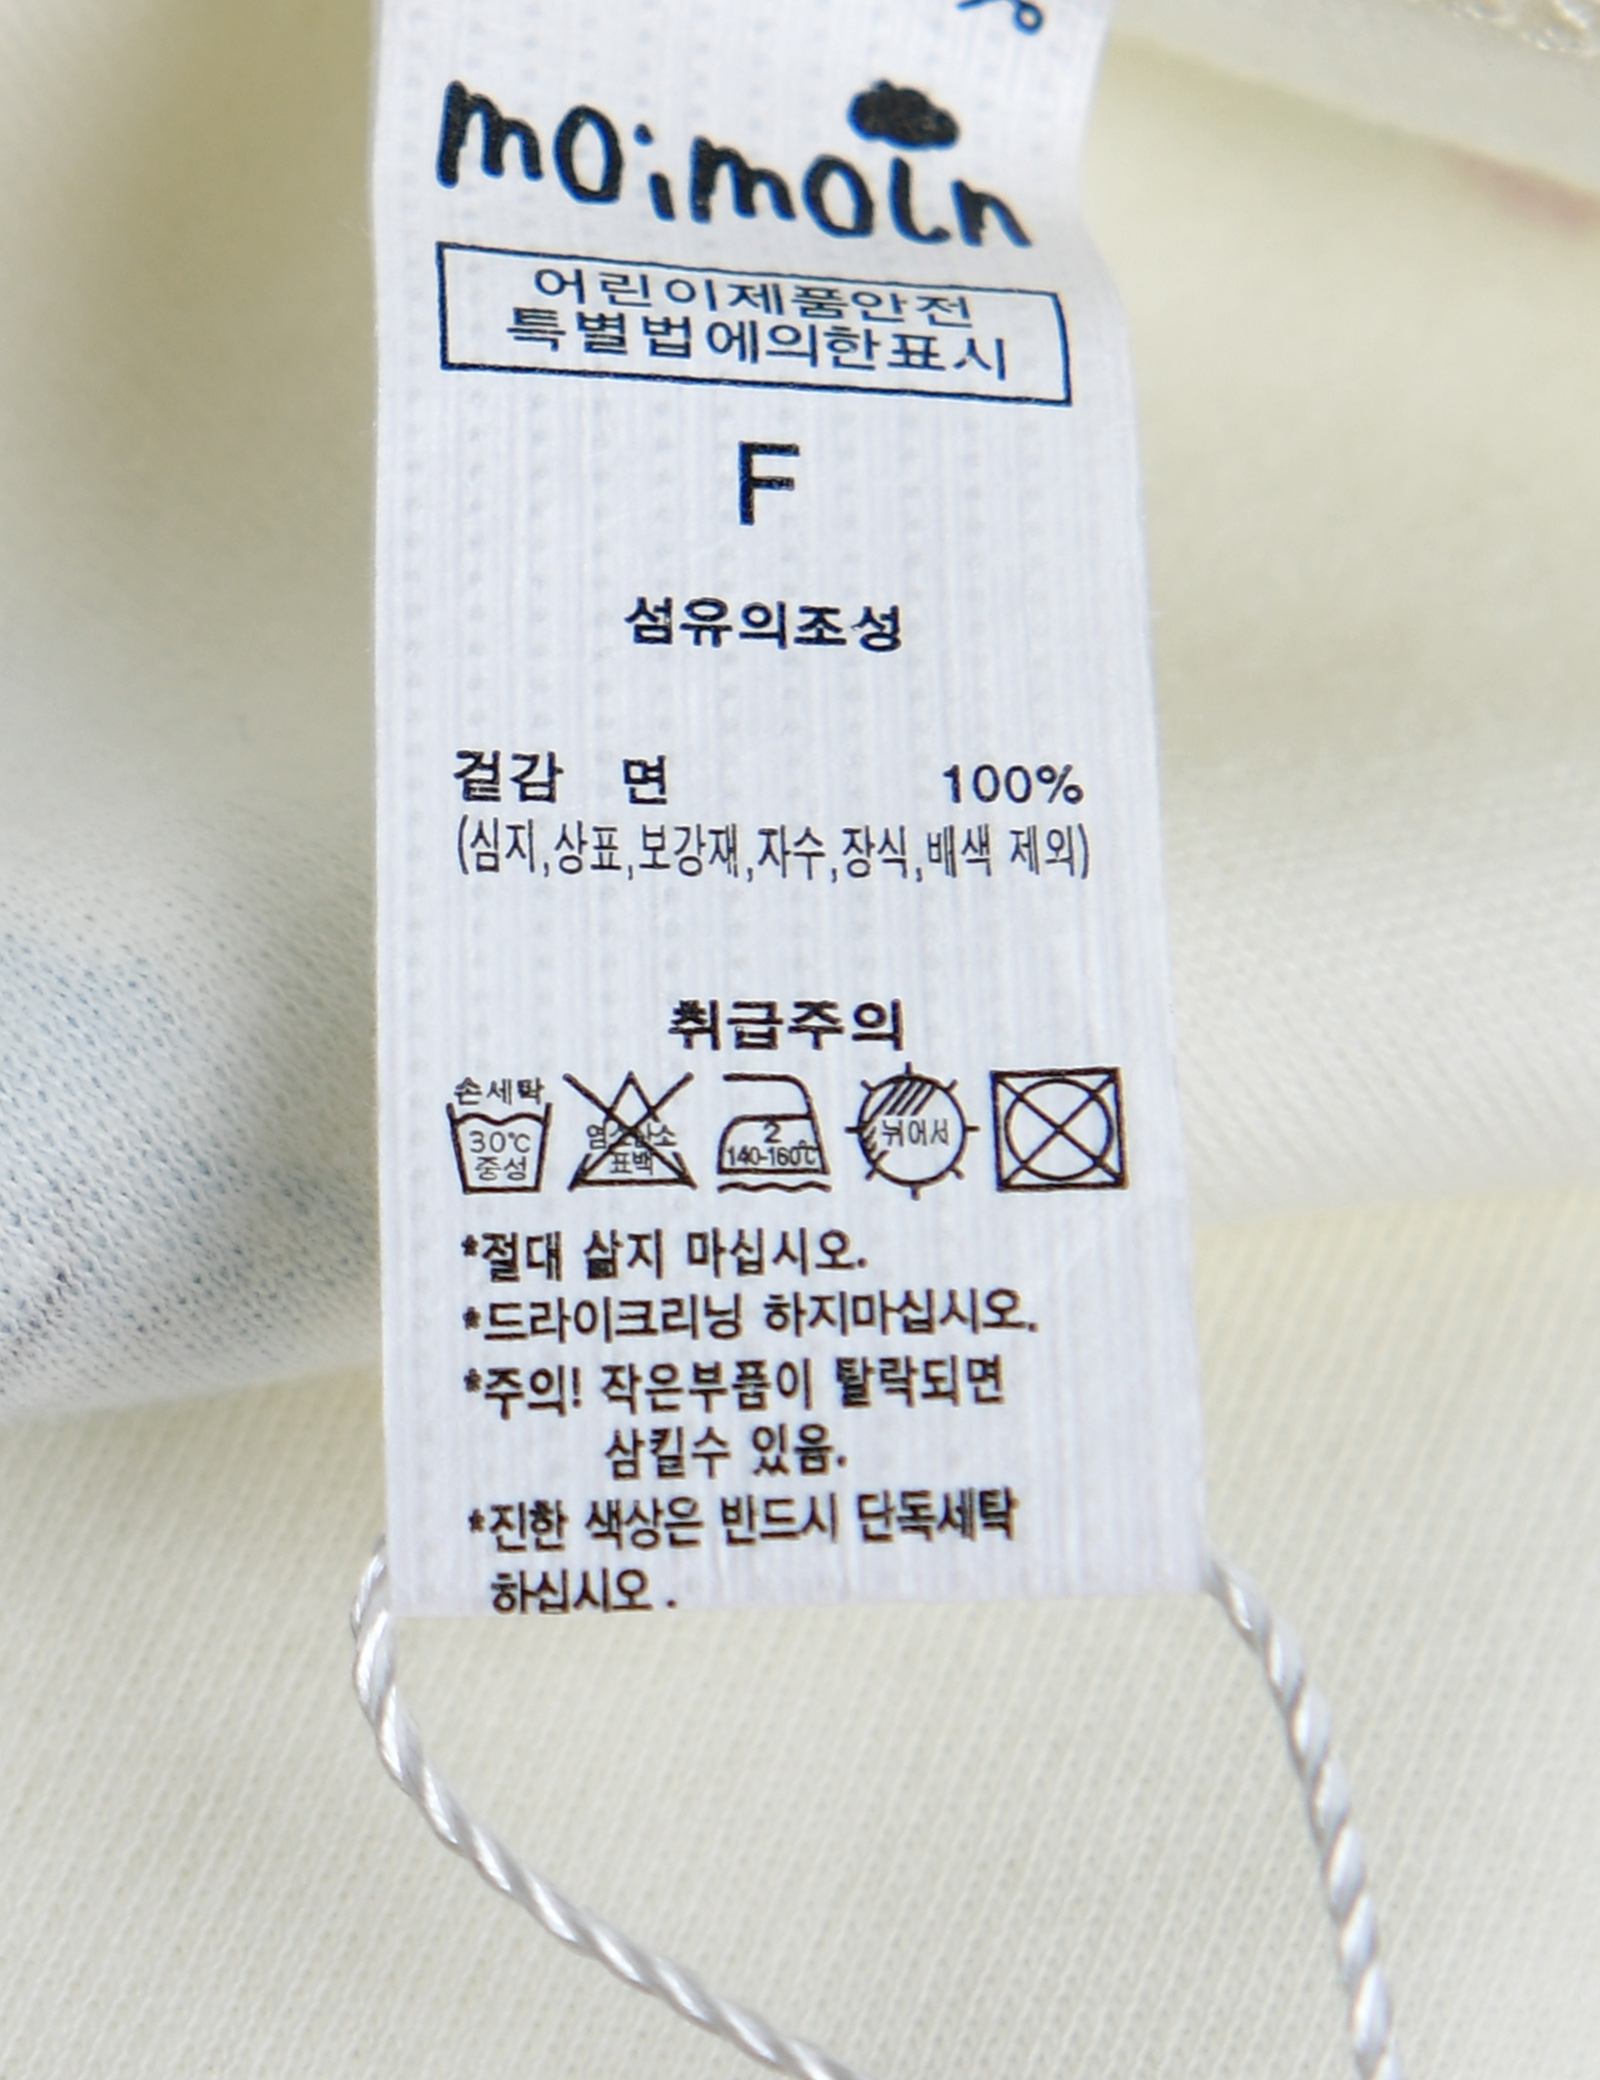 moimoln
어린이제품안전
특별법에의한표시
F
섬유의조성
겉감 면 100%
(심지,상표,보강재,자수,장식,배색 제외)
취급주의
손세탁
30℃
중성
염소산소
표백
2
140-160℃
뉘어서
*절대 삶지 마십시오.
*드라이크리닝 하지마십시오.
*주의! 작은부품이 탈락되면
삼킬수 있음.
*진한 색상은 반드시 단독세탁
하십시오.